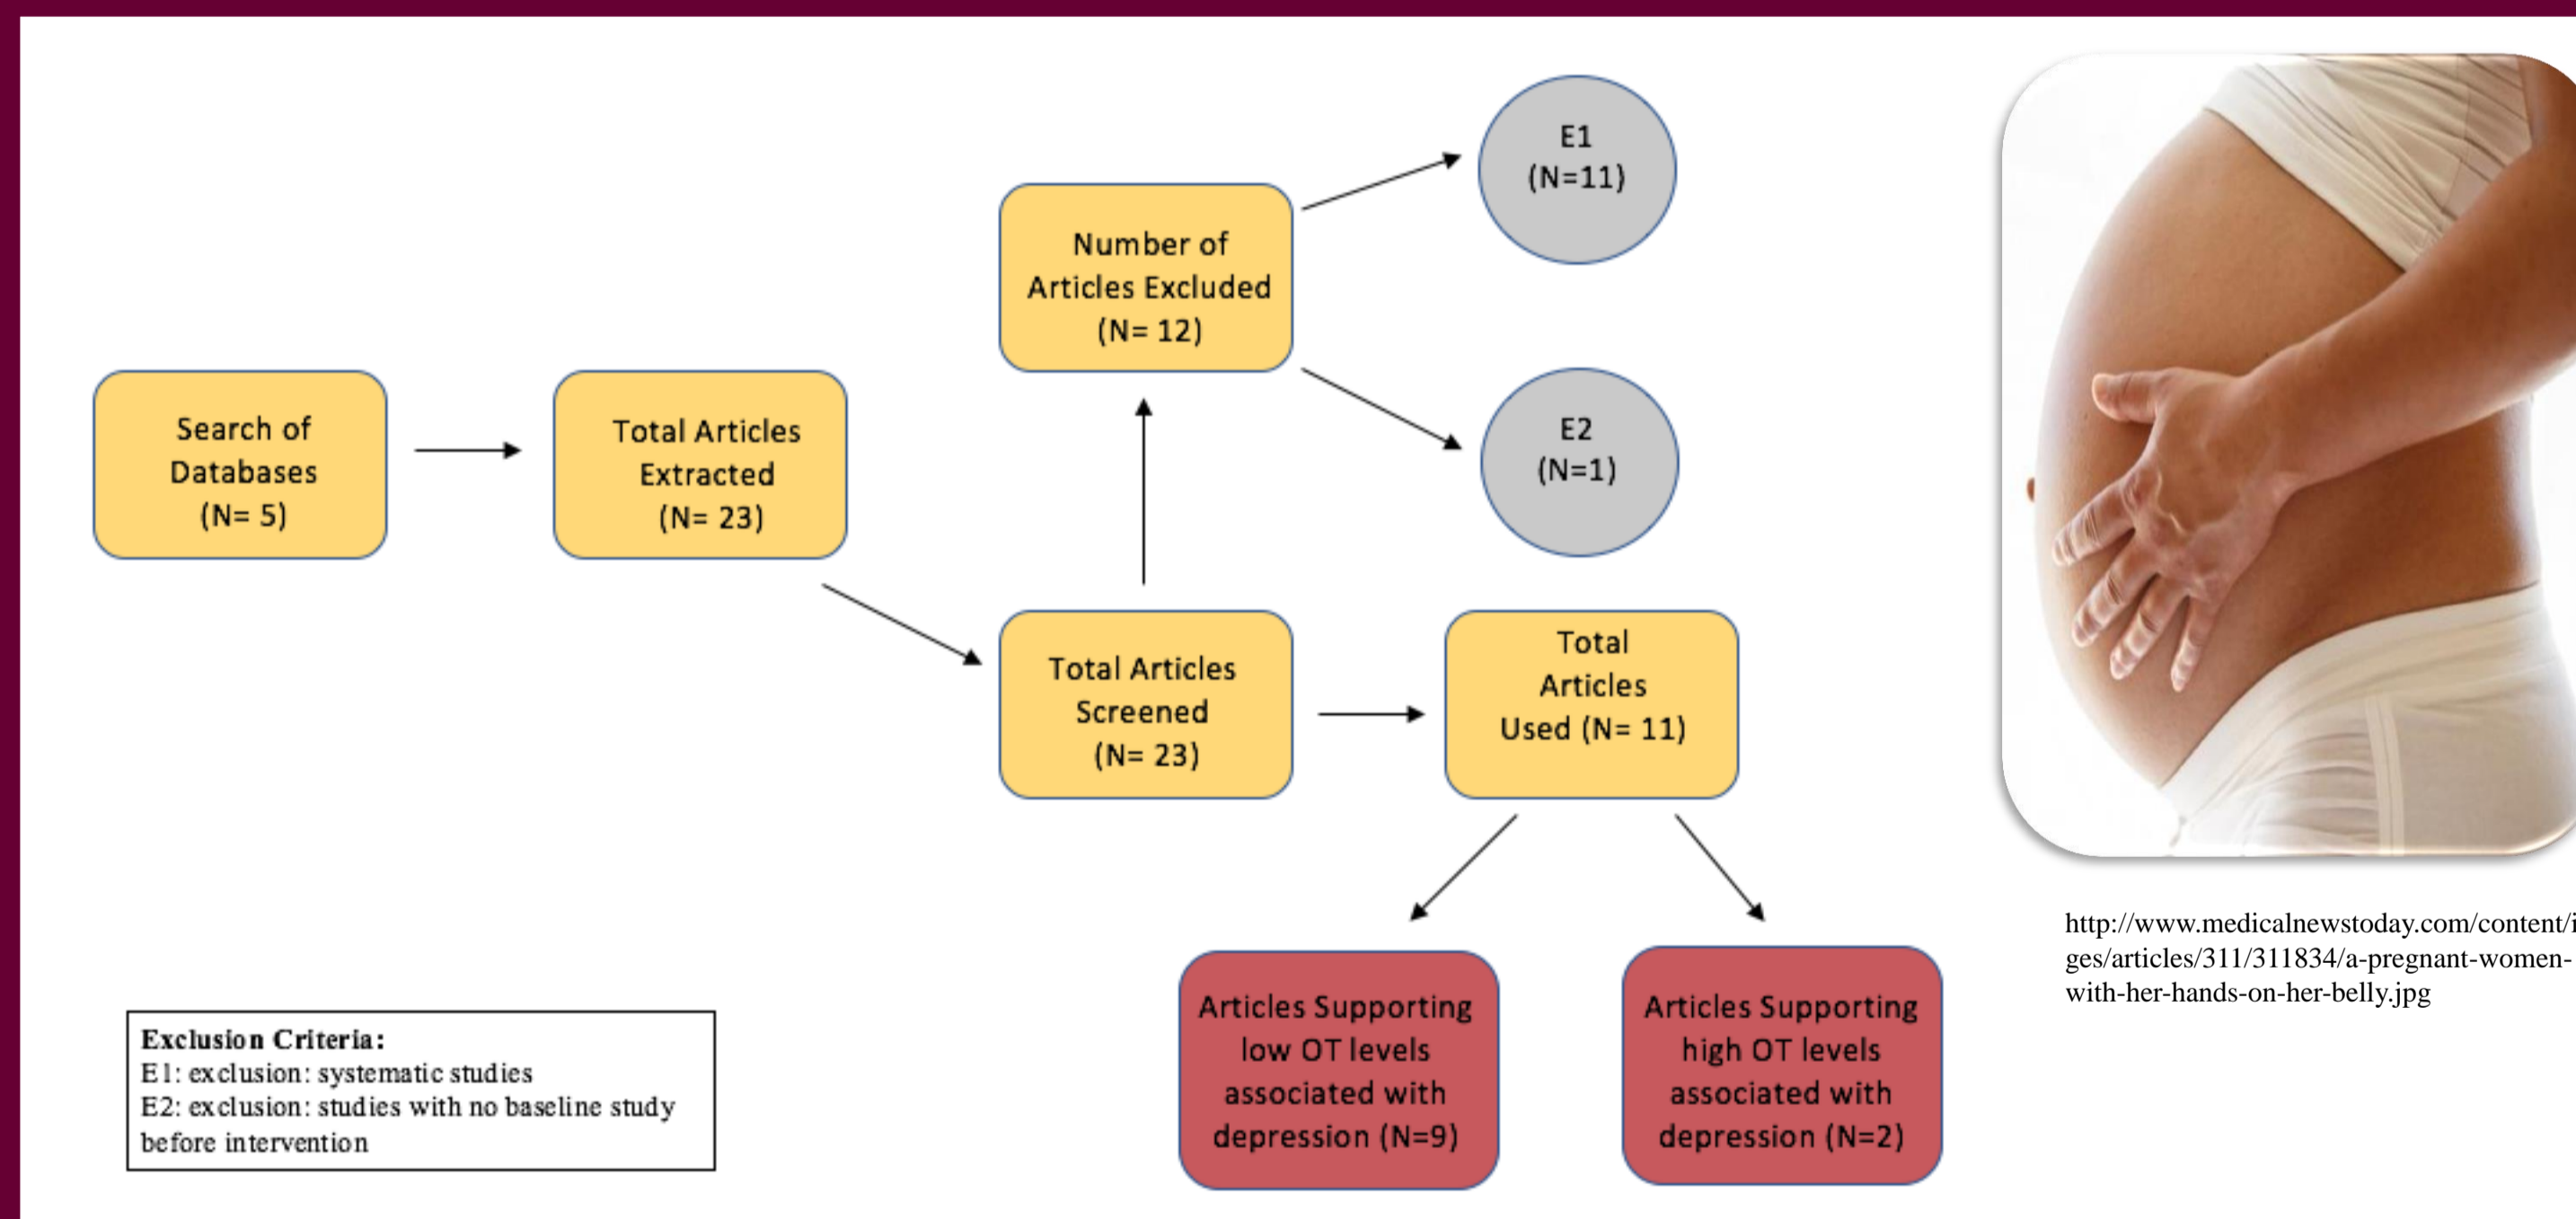 Search of
Databases
(N= 5)
Total Articles
Extracted
(N= 23)
Number of
Articles Excluded
(N= 12)
E1
(N=11)
E2
(N=1)
Total Articles
Screened
(N= 23)
Total
Articles
Used (N= 11)
Articles Supporting
low OT levels
associated with
depression (N=9)
Articles Supporting
high OT levels
associated with
depression (N=2)
Exclusion Criteria:
E1: exclusion: systematic studies
E2: exclusion: studies with no baseline study
before intervention
http://www.medicalnewstoday.com/content/i
ges/articles/311/311834/a-pregnant-women-
with-her-hands-on-her-belly.jpg